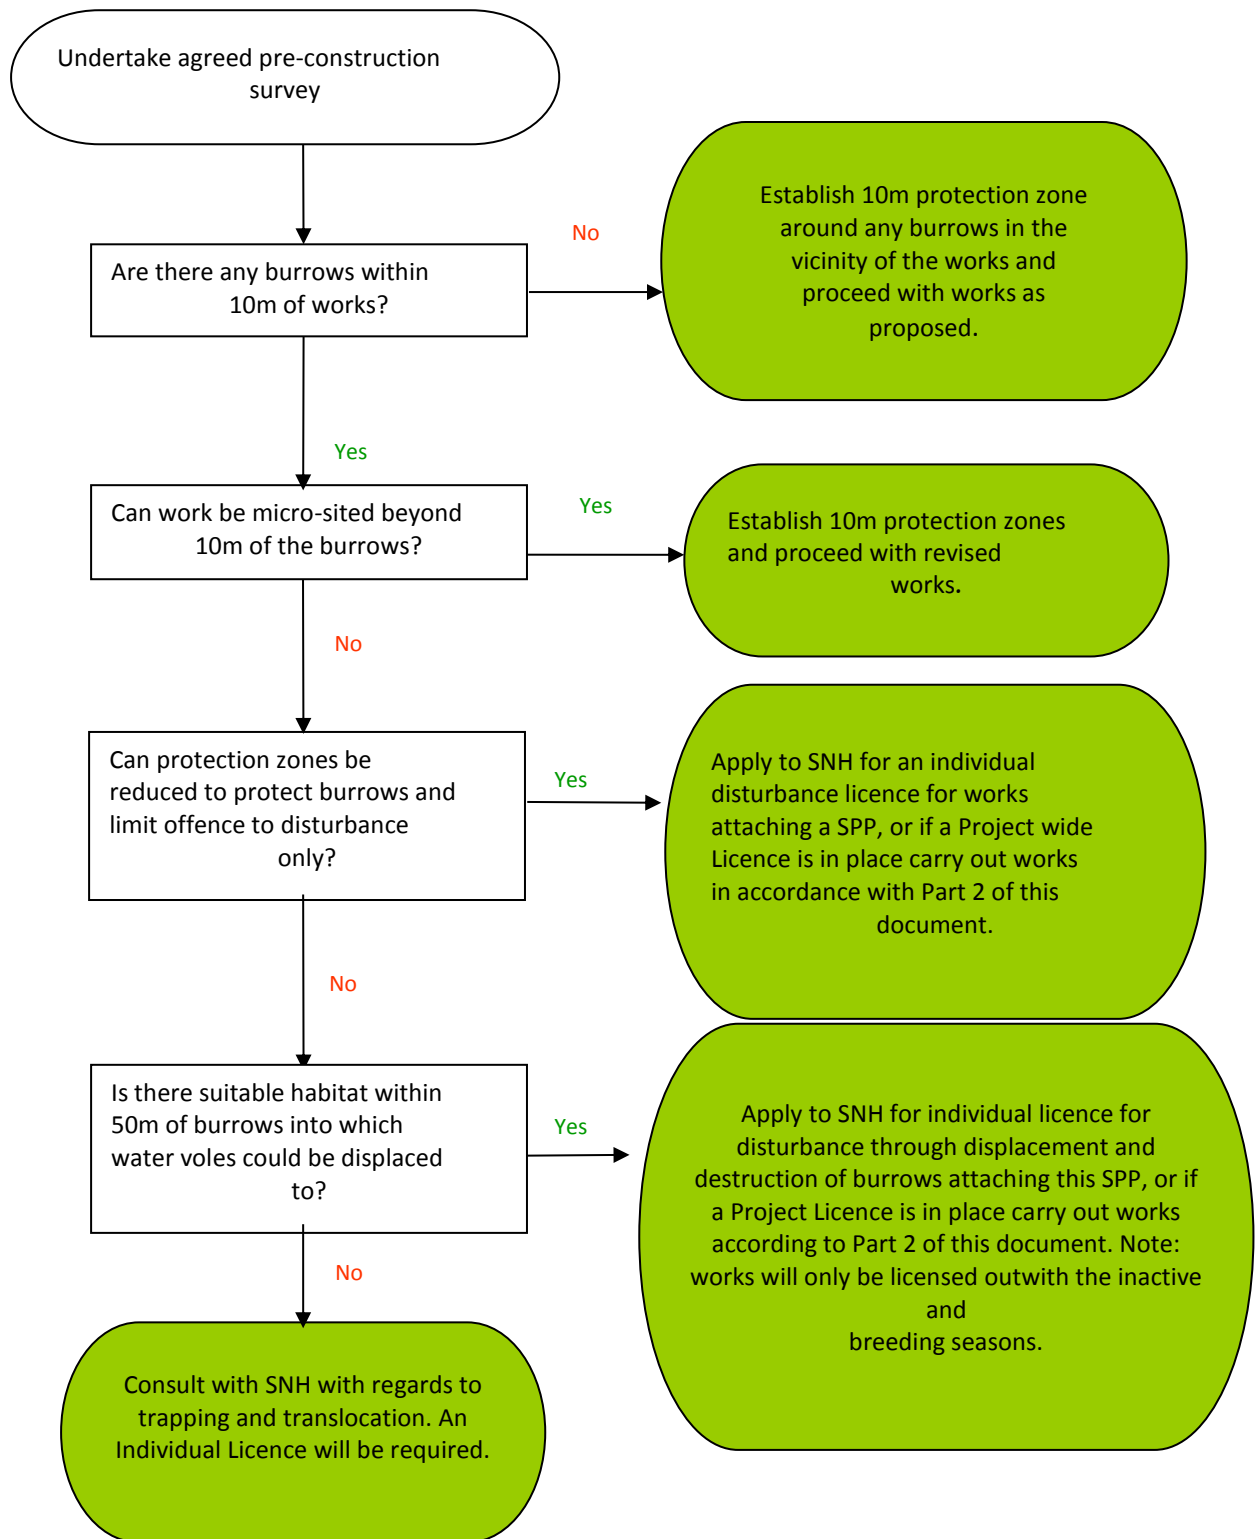 Undertake agreed pre-construction
survey
Establish 10m protection zone
around any burrows in the
vicinity of the works and
proceed with works as
proposed.
No
Are there any burrows within
10m of works?
Yes
Can work be micro-sited beyond
10m of the burrows?
Yes
Establish 10m protection zones
and proceed with revised
works.
No
Can protection zones be
reduced to protect burrows and
limit offence to disturbance
only?
Yes
Apply to SNH for an individual
disturbance licence for works
attaching a SPP, or if a Project wide
Licence is in place carry out works
in accordance with Part 2 of this
document.
No
Is there suitable habitat within
50m of burrows into which
water voles could be displaced
to?
Yes
Apply to SNH for individual licence for
disturbance through displacement and
destruction of burrows attaching this SPP, or if
a Project Licence is in place carry out works
according to Part 2 of this document. Note:
works will only be licensed outwith the inactive
and
breeding seasons.
No
Consult with SNH with regards to
trapping and translocation. An
Individual Licence will be required.